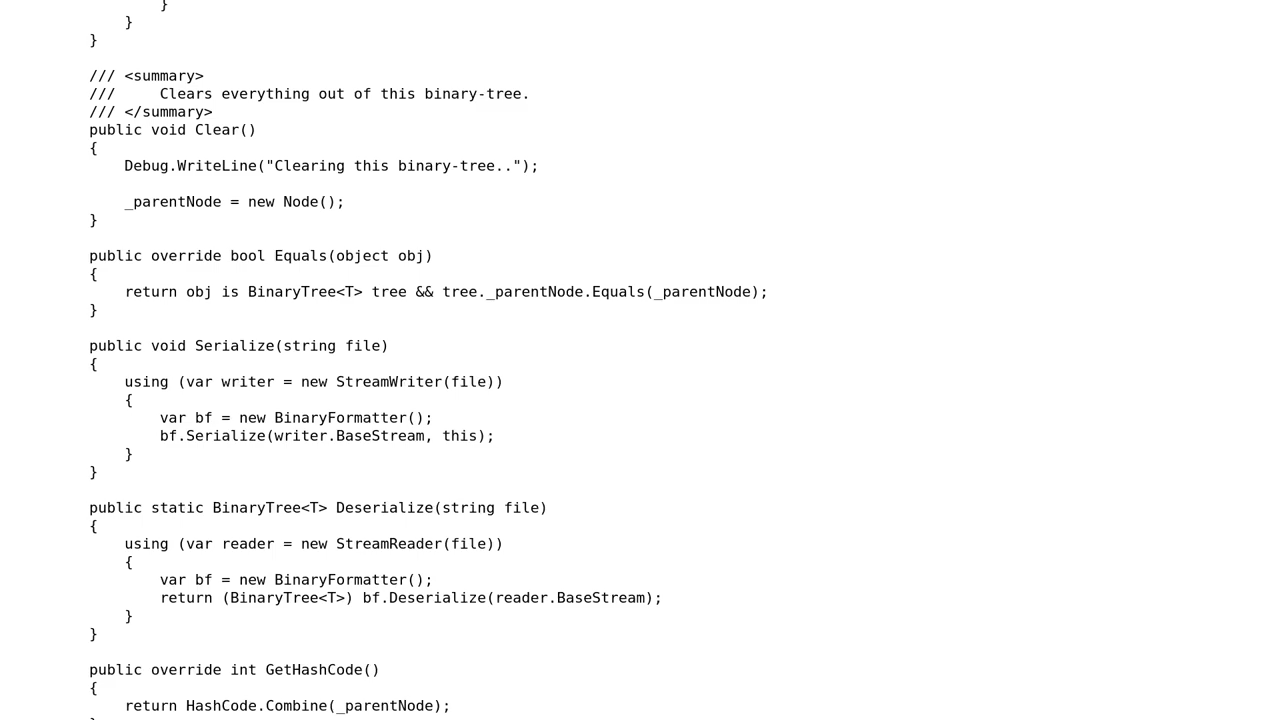 }
        }
    }

    /// <summary>
    ///     Clears everything out of this binary-tree.
    /// </summary>
    public void Clear()
    {
        Debug.WriteLine("Clearing this binary-tree..");

        _parentNode = new Node();
    }

    public override bool Equals(object obj)
    {
        return obj is BinaryTree<T> tree && tree._parentNode.Equals(_parentNode);
    }

    public void Serialize(string file)
    {
        using (var writer = new StreamWriter(file))
        {
            var bf = new BinaryFormatter();
            bf.Serialize(writer.BaseStream, this);
        }
    }

    public static BinaryTree<T> Deserialize(string file)
    {
        using (var reader = new StreamReader(file))
        {
            var bf = new BinaryFormatter();
            return (BinaryTree<T>) bf.Deserialize(reader.BaseStream);
        }
    }

    public override int GetHashCode()
    {
        return HashCode.Combine(_parentNode);
    }